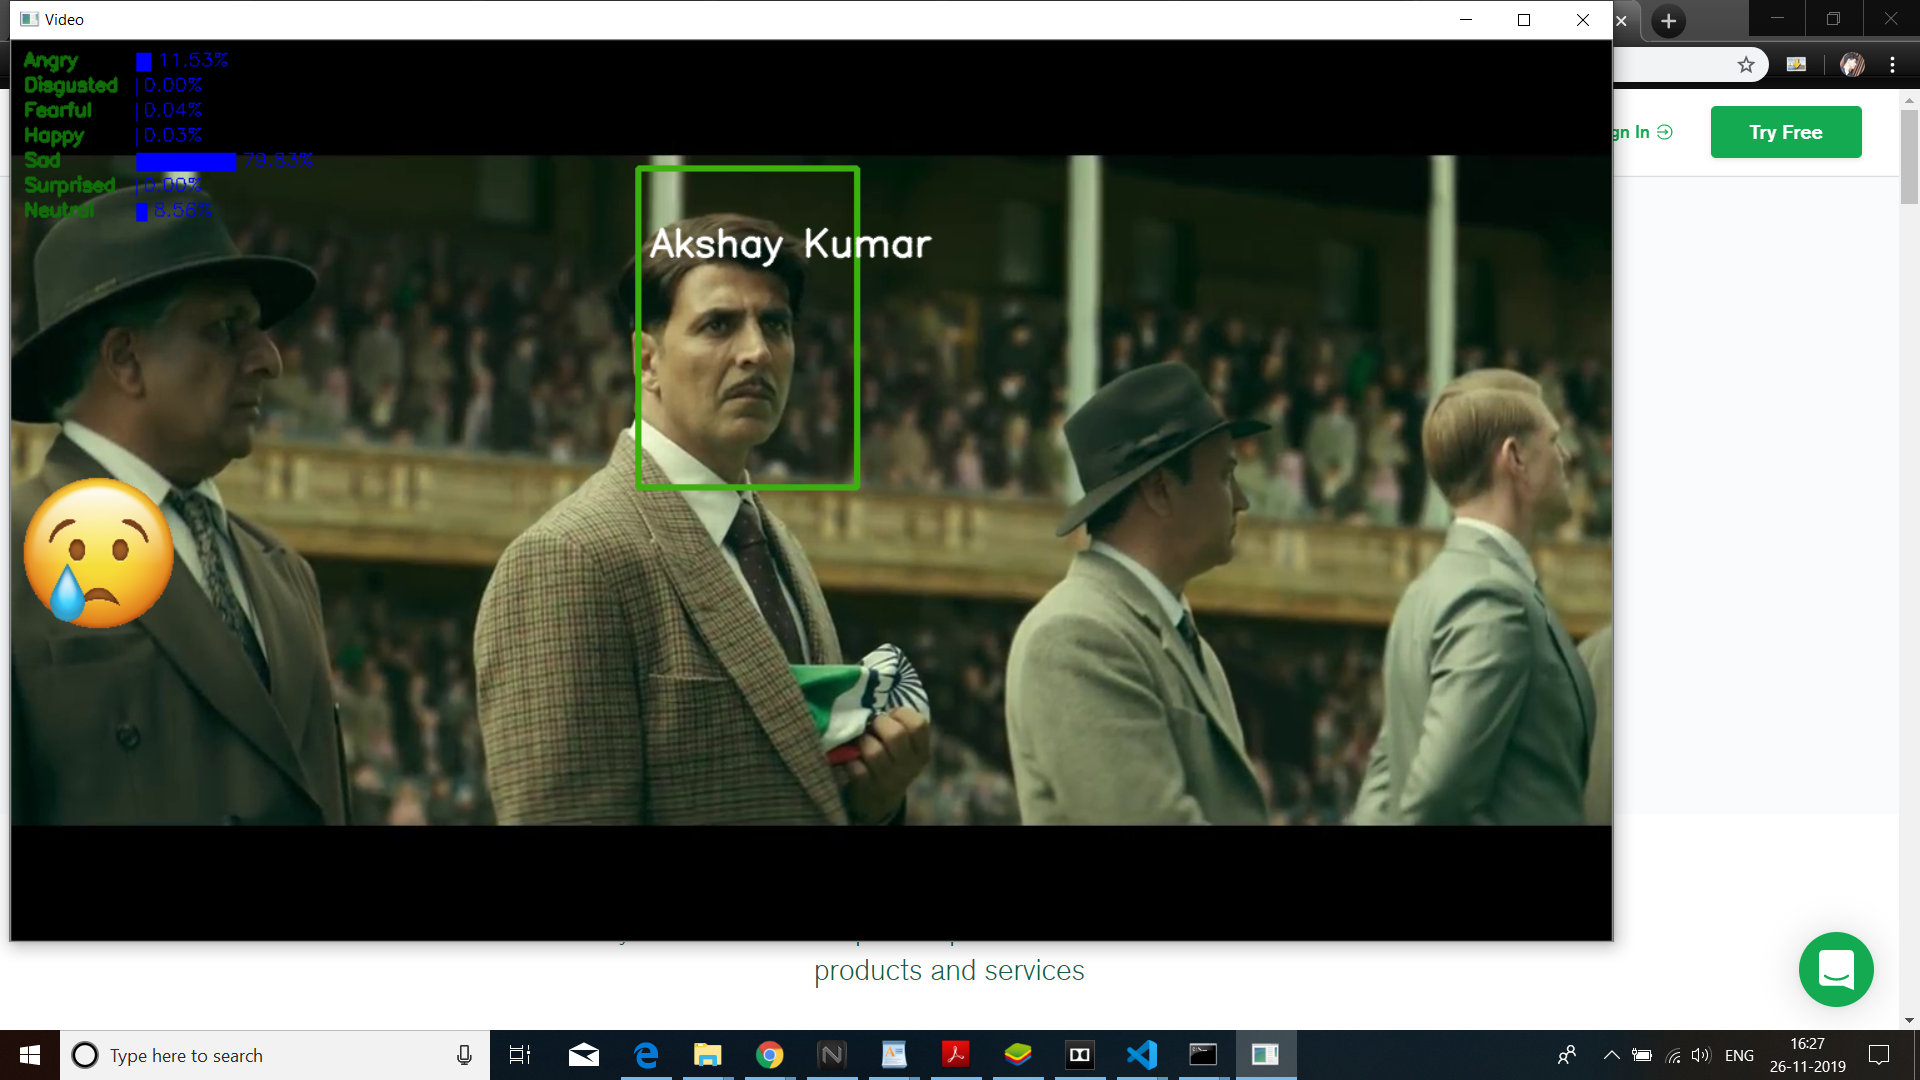 Video
Angry 11.53%
Disgusted 0.00%
Fearful 0.04%
Happy 0.03%
Sad 79.83%
Surprised 0.00%
Neutral 8.56%
Akshay Kumar
gn In
Try Free
products and services
Type here to search
ENG
16:27
26-11-2019